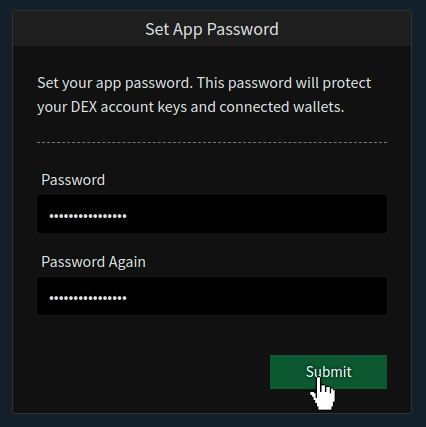 Set App Password
Set your app password. This password will protect
your DEX account keys and connected wallets.
Password
••••••••••••••••
Password Again
••••••••••••••••
Submit